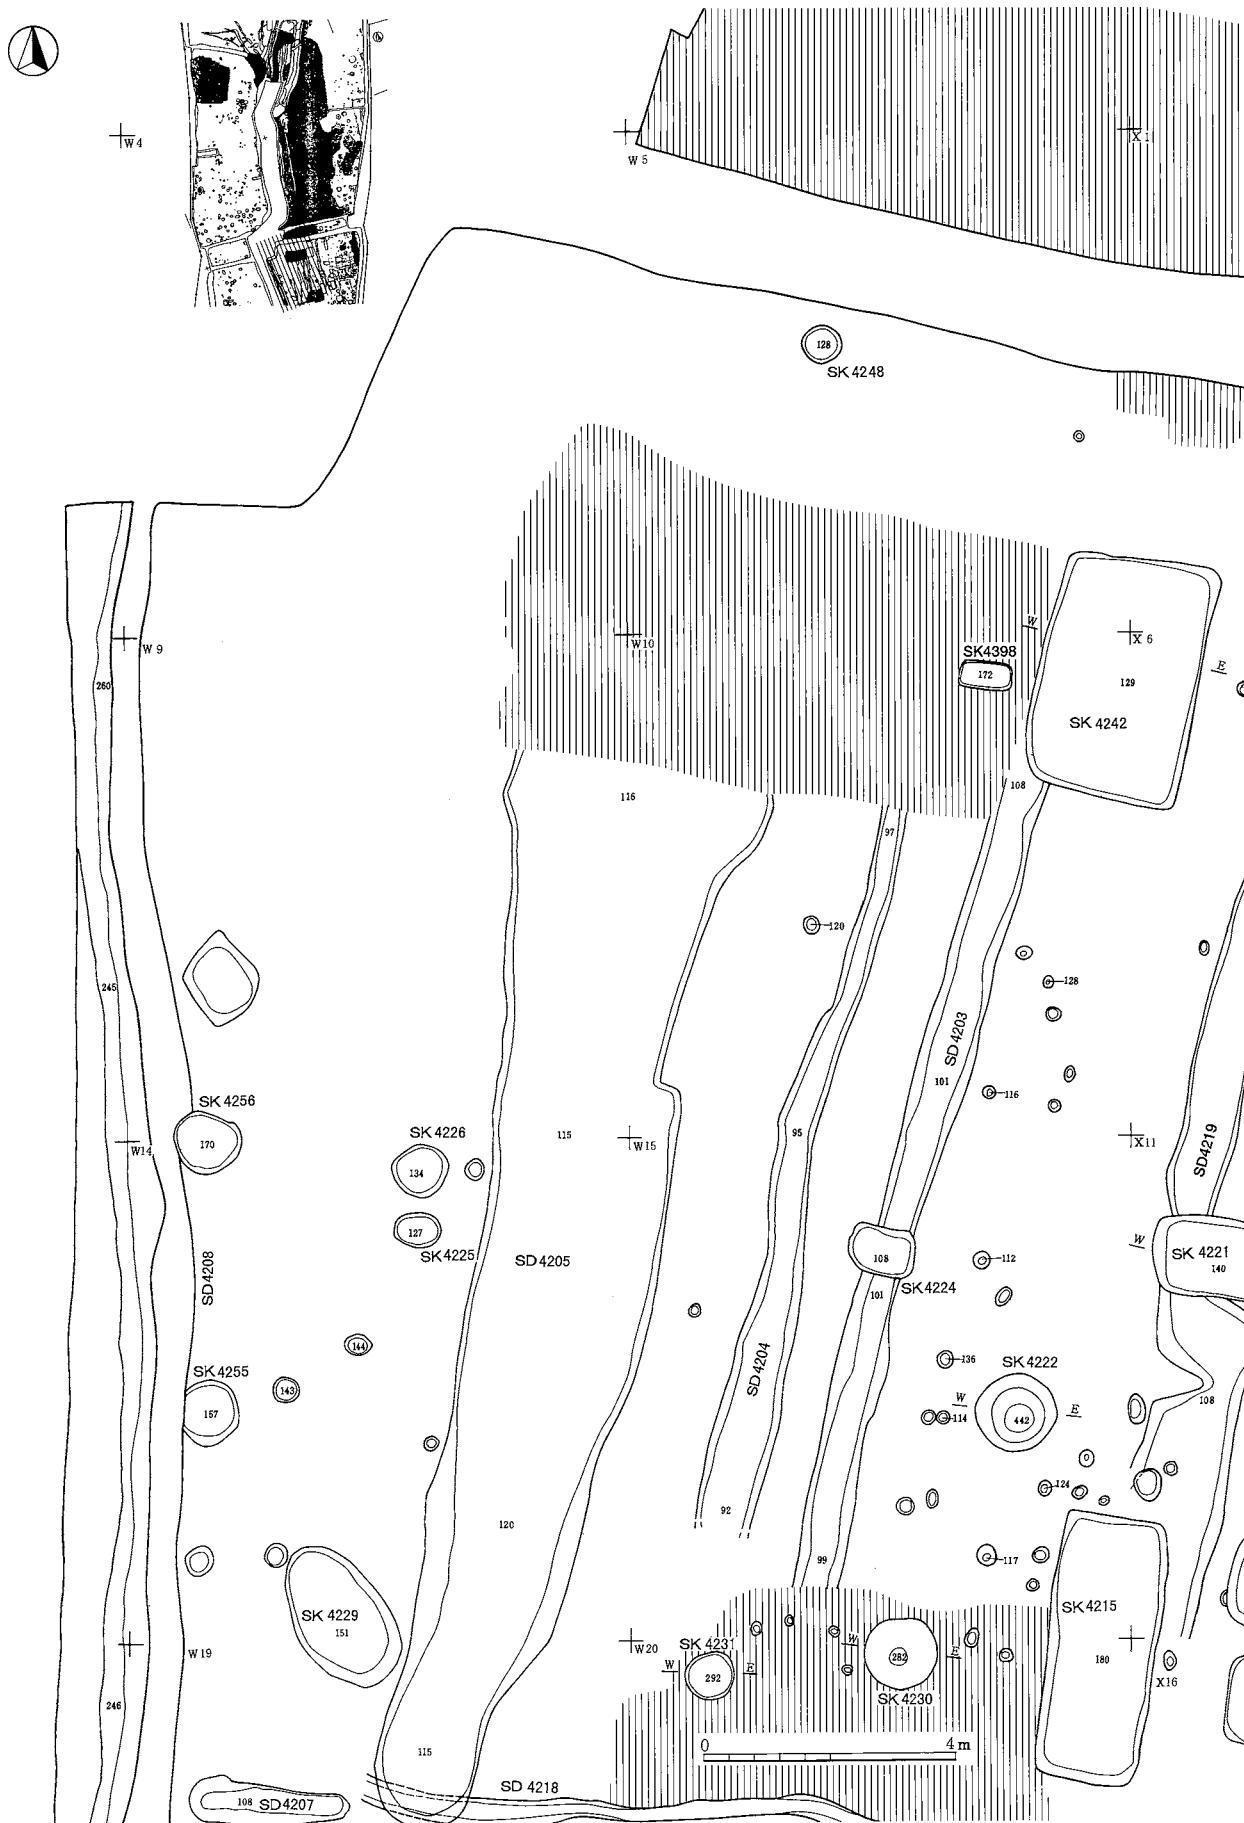 W4
W5
X1
128
SK4248
W9
W10
X6
W
E
260
SK4398
172
129
SK4242
108
116
97
120
245
128
SD4203
101
116
SK4256
170
W14
SK4226
134
115
W15
95
X11
SD4219
127
SK4225
SD4205
SD4208
W
SK4221
140
108
SK4224
101
112
144
136
SK4222
SD4204
SK4255
143
157
W
E
114
442
108
124
92
120
99
117
SK4229
151
SK4215
W19
W20
SK4231
W
E
292
W
E
282
SK4230
180
X16
246
0
4m
115
SD4218
108
SD4207